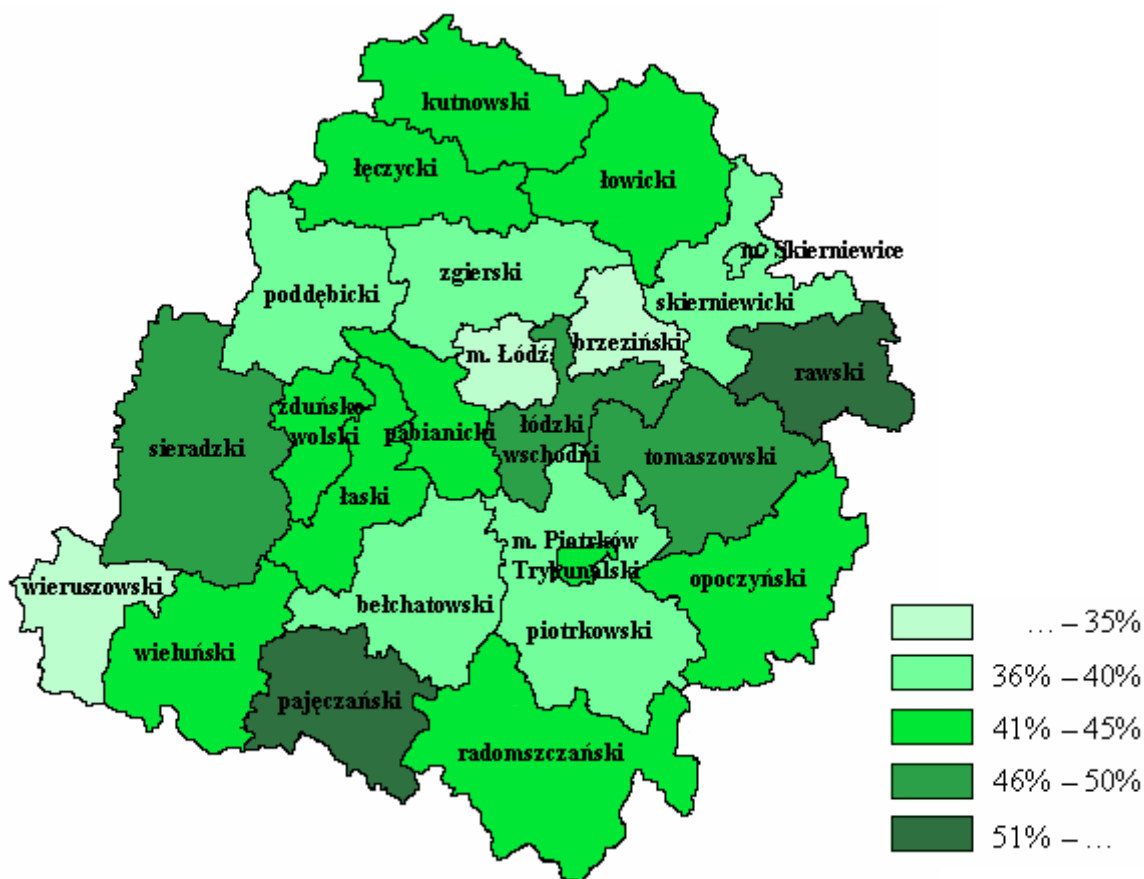 kutnowski
łęczycki
łowicki
m. Skierniewice
zgierski
poddębicki
skierniewicki
brzeziński
m. Łódź
rawski
zduńsko-
wolski
pabianicki
łódzki
wschodni
sieradzki
tomaszowski
łaski
m. Piotrków
Trybunalski
wieruszowski
opoczyński
bełchatowski
piotrkowski
wieluński
pajęczański
radomszczański
... – 35%
36% – 40%
41% – 45%
46% – 50%
51% – ...